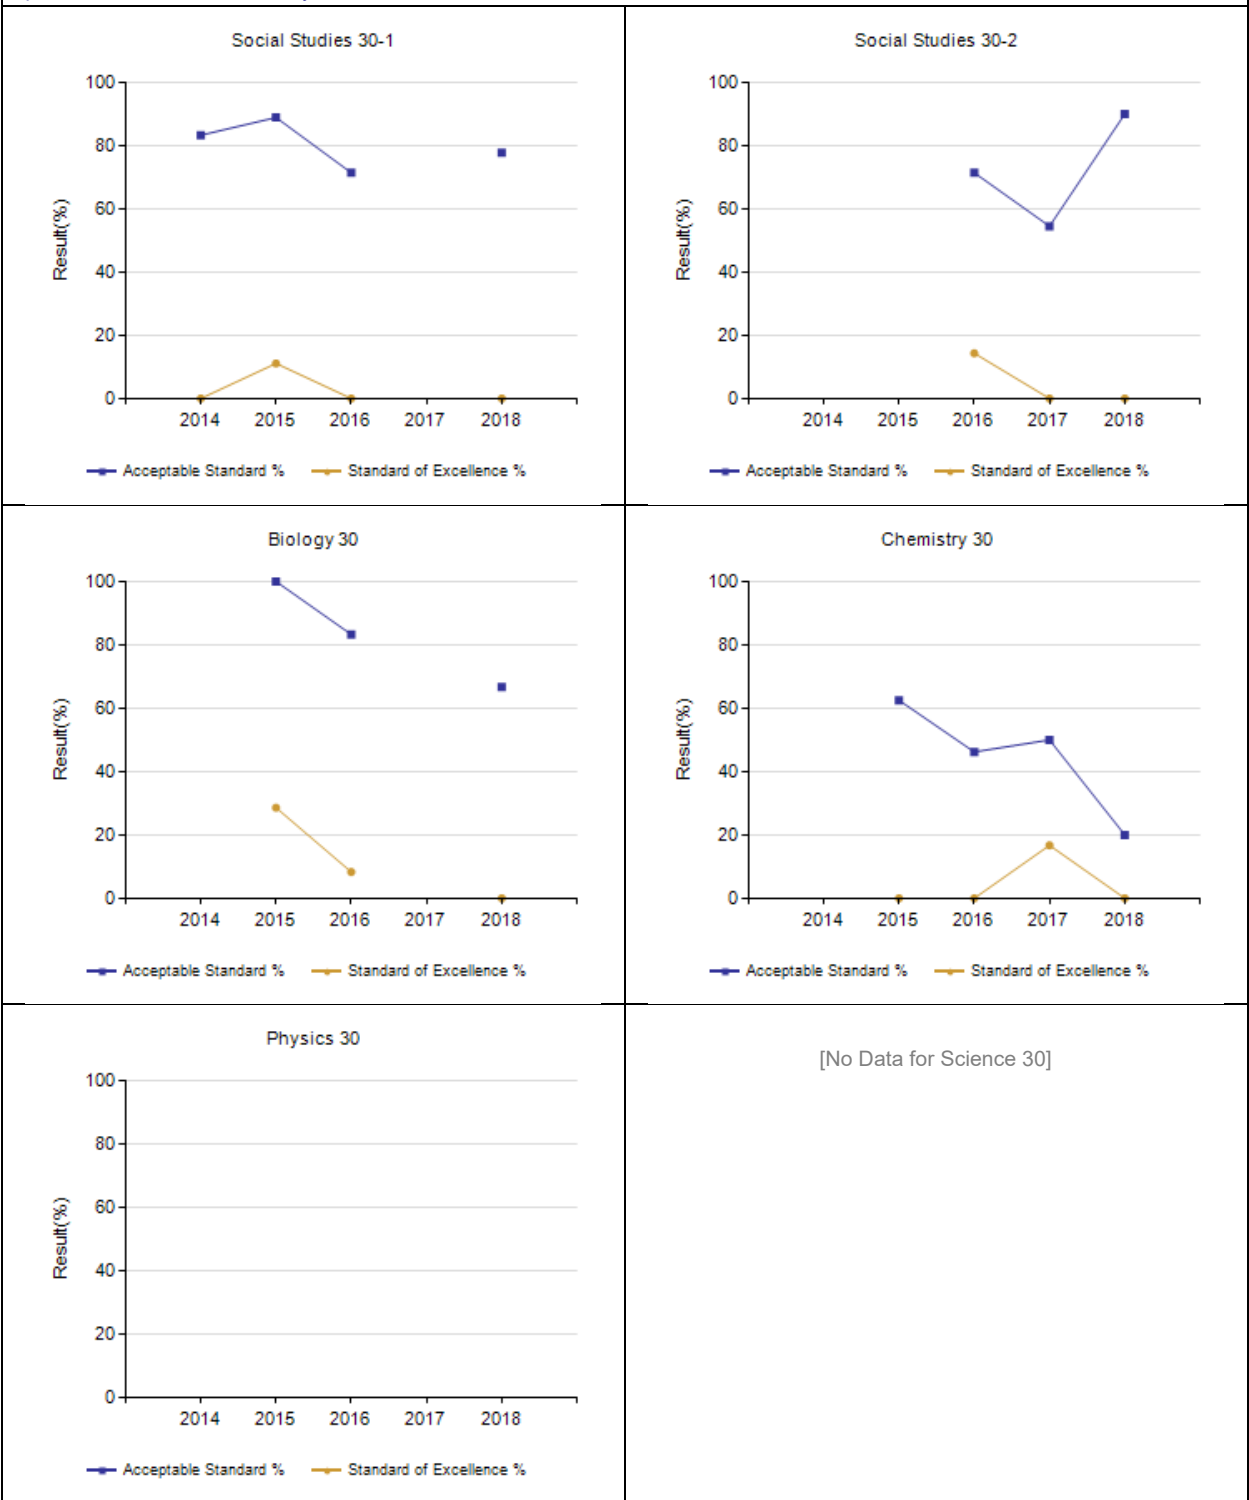 Social Studies 30-1
100
80
60
40
20
0
Result(%)
2014 2015 2016 2017 2018
Acceptable Standard % Standard of Excellence %
Social Studies 30-2
100
80
60
40
20
0
Result(%)
2014 2015 2016 2017 2018
Acceptable Standard % Standard of Excellence %
Biology 30
100
80
60
40
20
0
Result(%)
2014 2015 2016 2017 2018
Acceptable Standard % Standard of Excellence %
Chemistry 30
100
80
60
40
20
0
Result(%)
2014 2015 2016 2017 2018
Acceptable Standard % Standard of Excellence %
Physics 30
100
80
60
40
20
0
Result(%)
2014 2015 2016 2017 2018
Acceptable Standard % Standard of Excellence %
[No Data for Science 30]